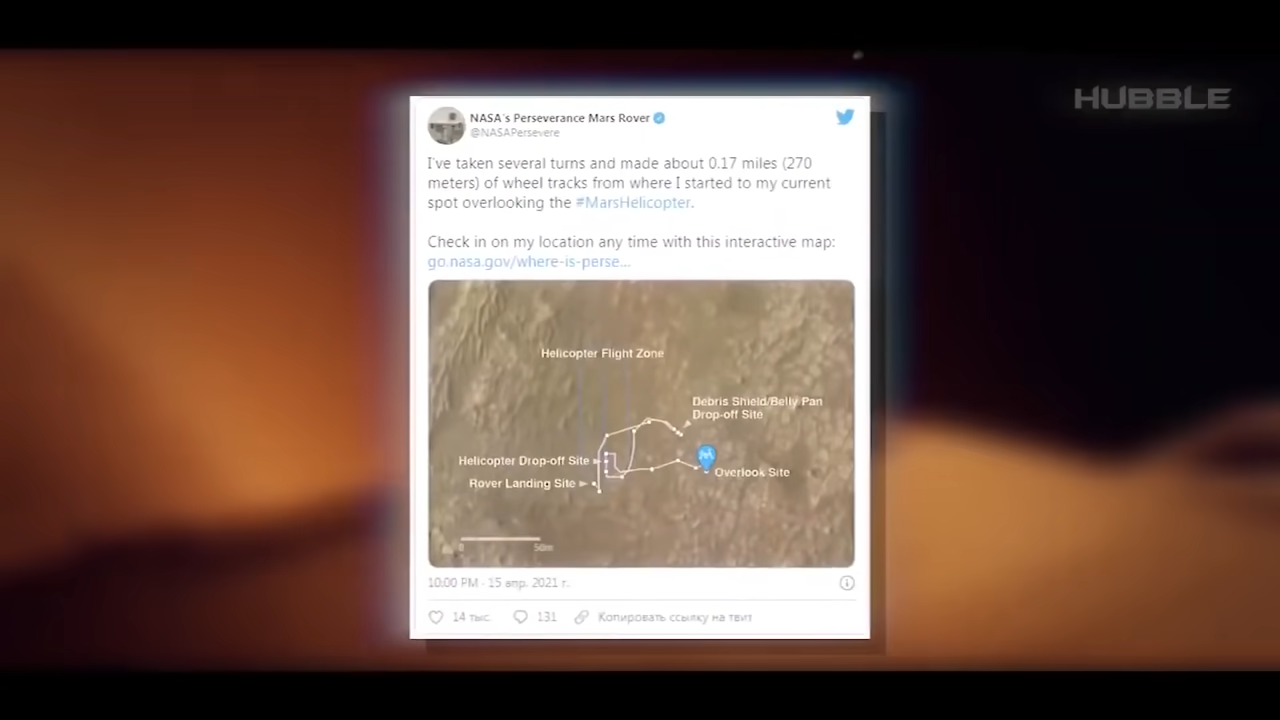 HUBBLE
NASA's Perseverance Mars Rover
@NASAPersevere
I've taken several turns and made about 0.17 miles (270
meters) of wheel tracks from where I started to my current
spot overlooking the #MarsHelicopter.
Check in on my location any time with this interactive map:
go.nasa.gov/where-is-perse...
Helicopter Flight Zone
Debris Shield/Belly Pan
Drop-off Site
Helicopter Drop-off Site
Overlook Site
Rover Landing Site
0 50m
10:00 PM · 15 апр. 2021 г.
14 тыс. 131 Копировать ссылку на твит